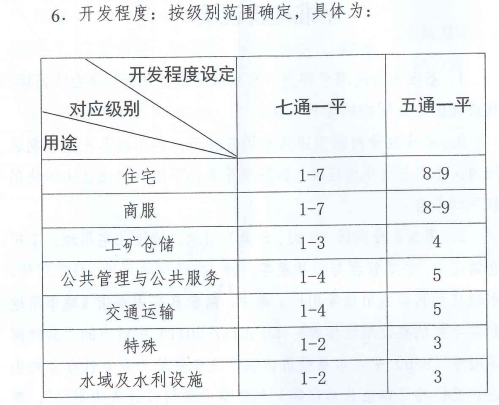 6. 开发程度：按级别范围确定，具体为：
开发程度设定
对应级别
用途
七通一平 五通一平
住宅 1-7 8-9
商服 1-7 8-9
工矿仓储 1-3 4
公共管理与公共服务 1-4 5
交通运输 1-4 5
特殊 1-2 3
水域及水利设施 1-2 3